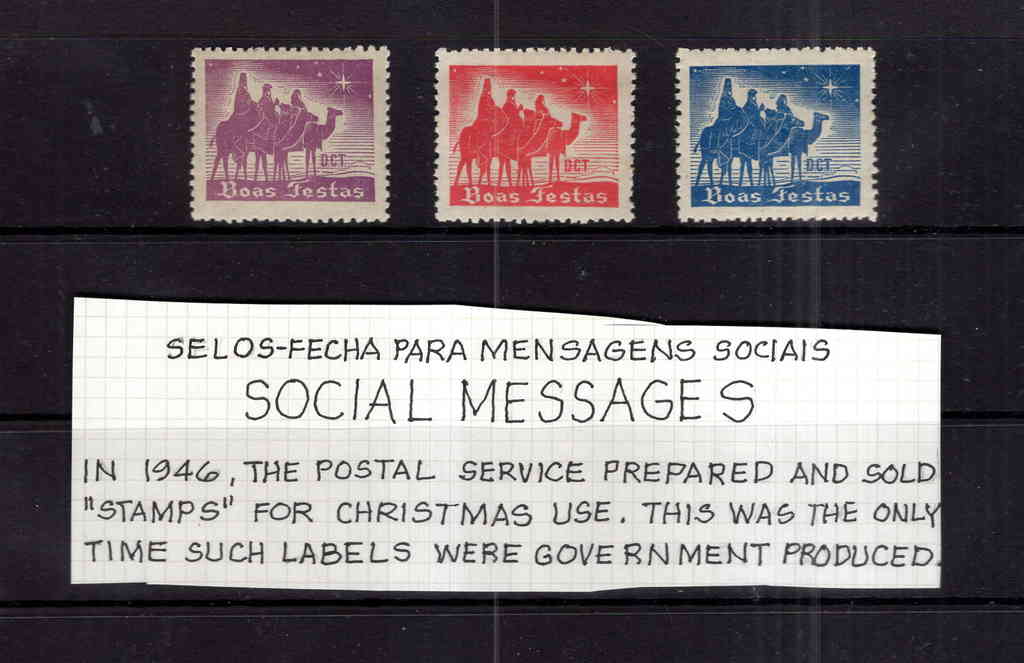 DCT
Boas Festas
DCT
Boas Festas
DCT
Boas Festas
SELOS-FECHA PARA MENSAGENS SOCIAIS
SOCIAL MESSAGES
IN 1946, THE POSTAL SERVICE PREPARED AND SOLD
"STAMPS" FOR CHRISTMAS USE. THIS WAS THE ONLY
TIME SUCH LABELS WERE GOVERNMENT PRODUCED.